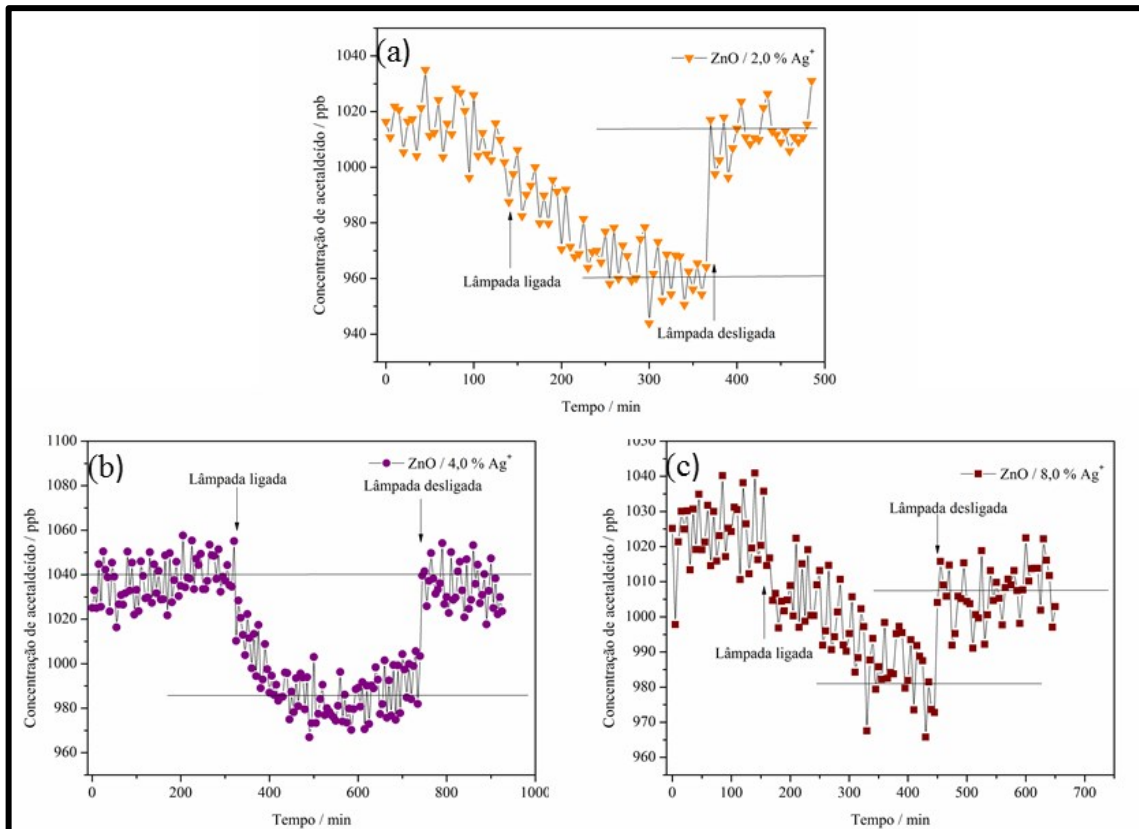 (a)
ZnO / 2,0 % Ag⁺
Concentração de acetaldeído / ppb
1040
1020
1000
980
960
940
Lâmpada ligada
Lâmpada desligada
0 100 200 300 400 500
Tempo / min
(b)
ZnO / 4,0 % Ag⁺
Concentração de acetaldeído / ppb
1100
1080
1060
1040
1020
1000
980
960
Lâmpada ligada
Lâmpada desligada
0 200 400 600 800 1000
Tempo / min
(c)
ZnO / 8,0 % Ag⁺
Concentração de acetaldeído / ppb
1050
1040
1030
1020
1010
1000
990
980
970
960
Lâmpada desligada
Lâmpada ligada
0 100 200 300 400 500 600 700
Tempo / min